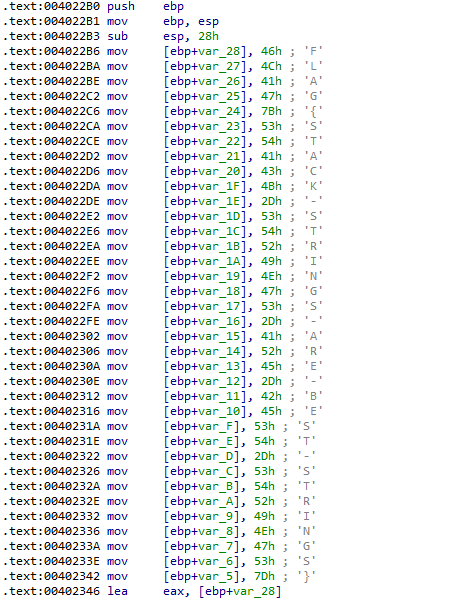 .text:004022B0 push ebp
.text:004022B1 mov ebp, esp
.text:004022B3 sub esp, 28h
.text:004022B6 mov [ebp+var_28], 46h ; 'F'
.text:004022BA mov [ebp+var_27], 4Ch ; 'L'
.text:004022BE mov [ebp+var_26], 41h ; 'A'
.text:004022C2 mov [ebp+var_25], 47h ; 'G'
.text:004022C6 mov [ebp+var_24], 7Bh ; '{'
.text:004022CA mov [ebp+var_23], 53h ; 'S'
.text:004022CE mov [ebp+var_22], 54h ; 'T'
.text:004022D2 mov [ebp+var_21], 41h ; 'A'
.text:004022D6 mov [ebp+var_20], 43h ; 'C'
.text:004022DA mov [ebp+var_1F], 4Bh ; 'K'
.text:004022DE mov [ebp+var_1E], 2Dh ; '-'
.text:004022E2 mov [ebp+var_1D], 53h ; 'S'
.text:004022E6 mov [ebp+var_1C], 54h ; 'T'
.text:004022EA mov [ebp+var_1B], 52h ; 'R'
.text:004022EE mov [ebp+var_1A], 49h ; 'I'
.text:004022F2 mov [ebp+var_19], 4Eh ; 'N'
.text:004022F6 mov [ebp+var_18], 47h ; 'G'
.text:004022FA mov [ebp+var_17], 53h ; 'S'
.text:004022FE mov [ebp+var_16], 2Dh ; '-'
.text:00402302 mov [ebp+var_15], 41h ; 'A'
.text:00402306 mov [ebp+var_14], 52h ; 'R'
.text:0040230A mov [ebp+var_13], 45h ; 'E'
.text:0040230E mov [ebp+var_12], 2Dh ; '-'
.text:00402312 mov [ebp+var_11], 42h ; 'B'
.text:00402316 mov [ebp+var_10], 45h ; 'E'
.text:0040231A mov [ebp+var_F], 53h ; 'S'
.text:0040231E mov [ebp+var_E], 54h ; 'T'
.text:00402322 mov [ebp+var_D], 2Dh ; '-'
.text:00402326 mov [ebp+var_C], 53h ; 'S'
.text:0040232A mov [ebp+var_B], 54h ; 'T'
.text:0040232E mov [ebp+var_A], 52h ; 'R'
.text:00402332 mov [ebp+var_9], 49h ; 'I'
.text:00402336 mov [ebp+var_8], 4Eh ; 'N'
.text:0040233A mov [ebp+var_7], 47h ; 'G'
.text:0040233E mov [ebp+var_6], 53h ; 'S'
.text:00402342 mov [ebp+var_5], 7Dh ; '}'
.text:00402346 lea eax, [ebp+var_28]